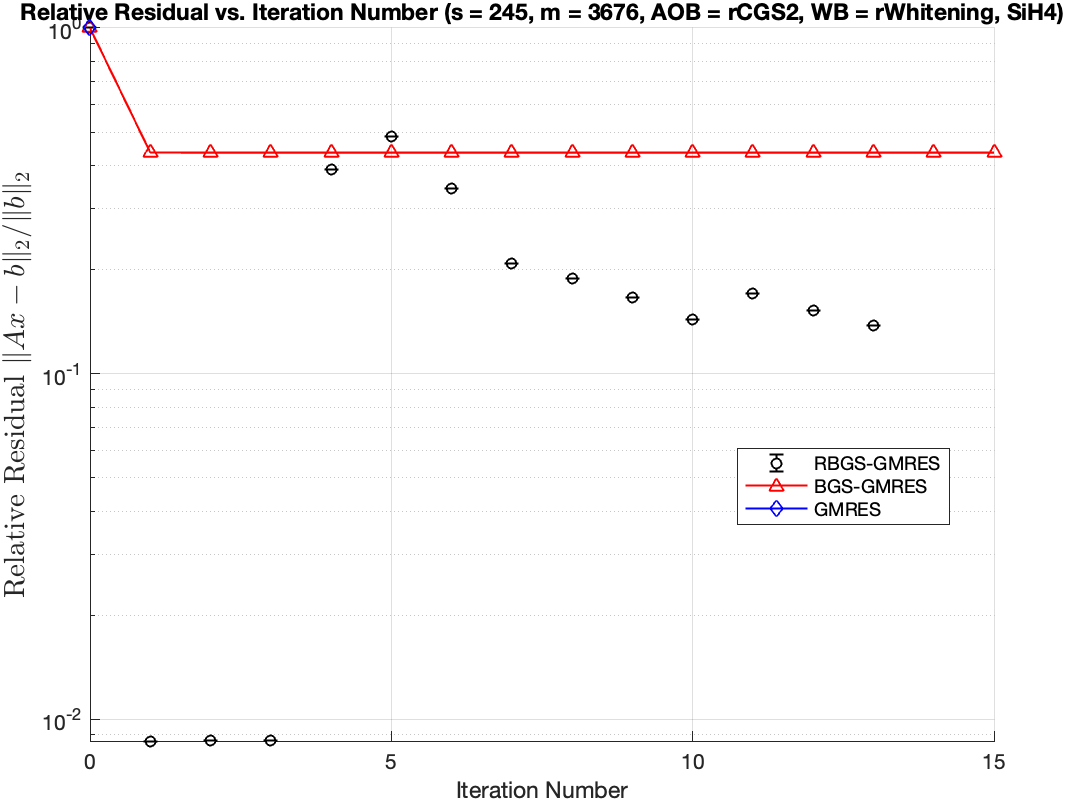 Relative Residual vs. Iteration Number (s = 245, m = 3676, AOB = rCGS2, WB = rWhitening, SiH4)
10^0
10^-1
10^-2
Relative Residual ||Ax − b||_2/||b||_2
RBGS-GMRES
BGS-GMRES
GMRES
0 5 10 15
Iteration Number